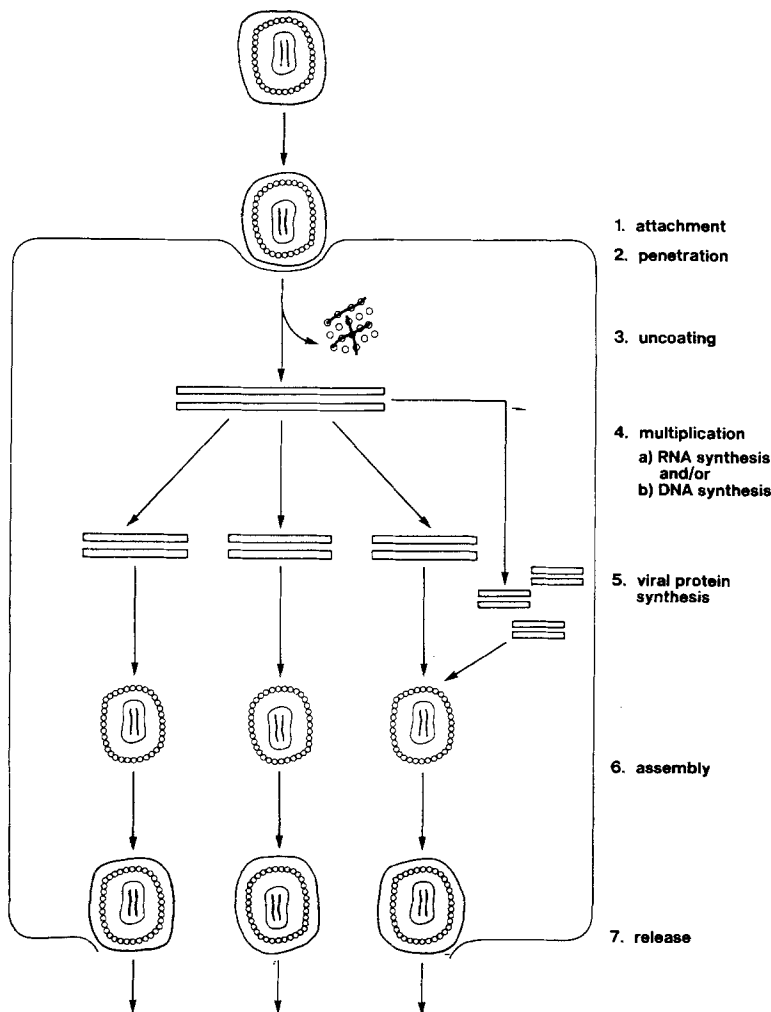 1. attachment
2. penetration
3. uncoating
4. multiplication
a) RNA synthesis
and/or
b) DNA synthesis
5. viral protein
synthesis
6. assembly
7. release